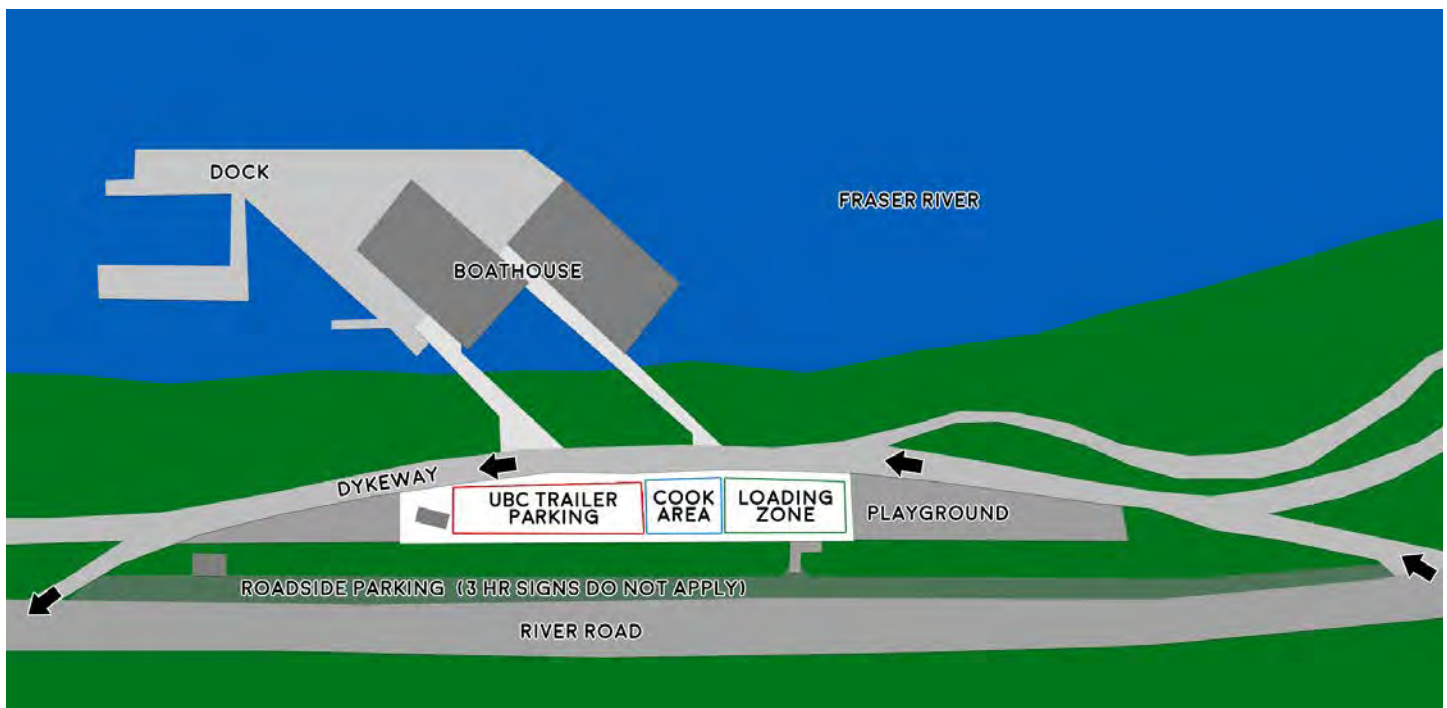 DOCK
FRASER RIVER
BOATHOUSE
DYKEWAY
UBC TRAILER
PARKING
COOK
AREA
LOADING
ZONE
PLAYGROUND
ROADSIDE PARKING (3 HR SIGNS DO NOT APPLY)
RIVER ROAD